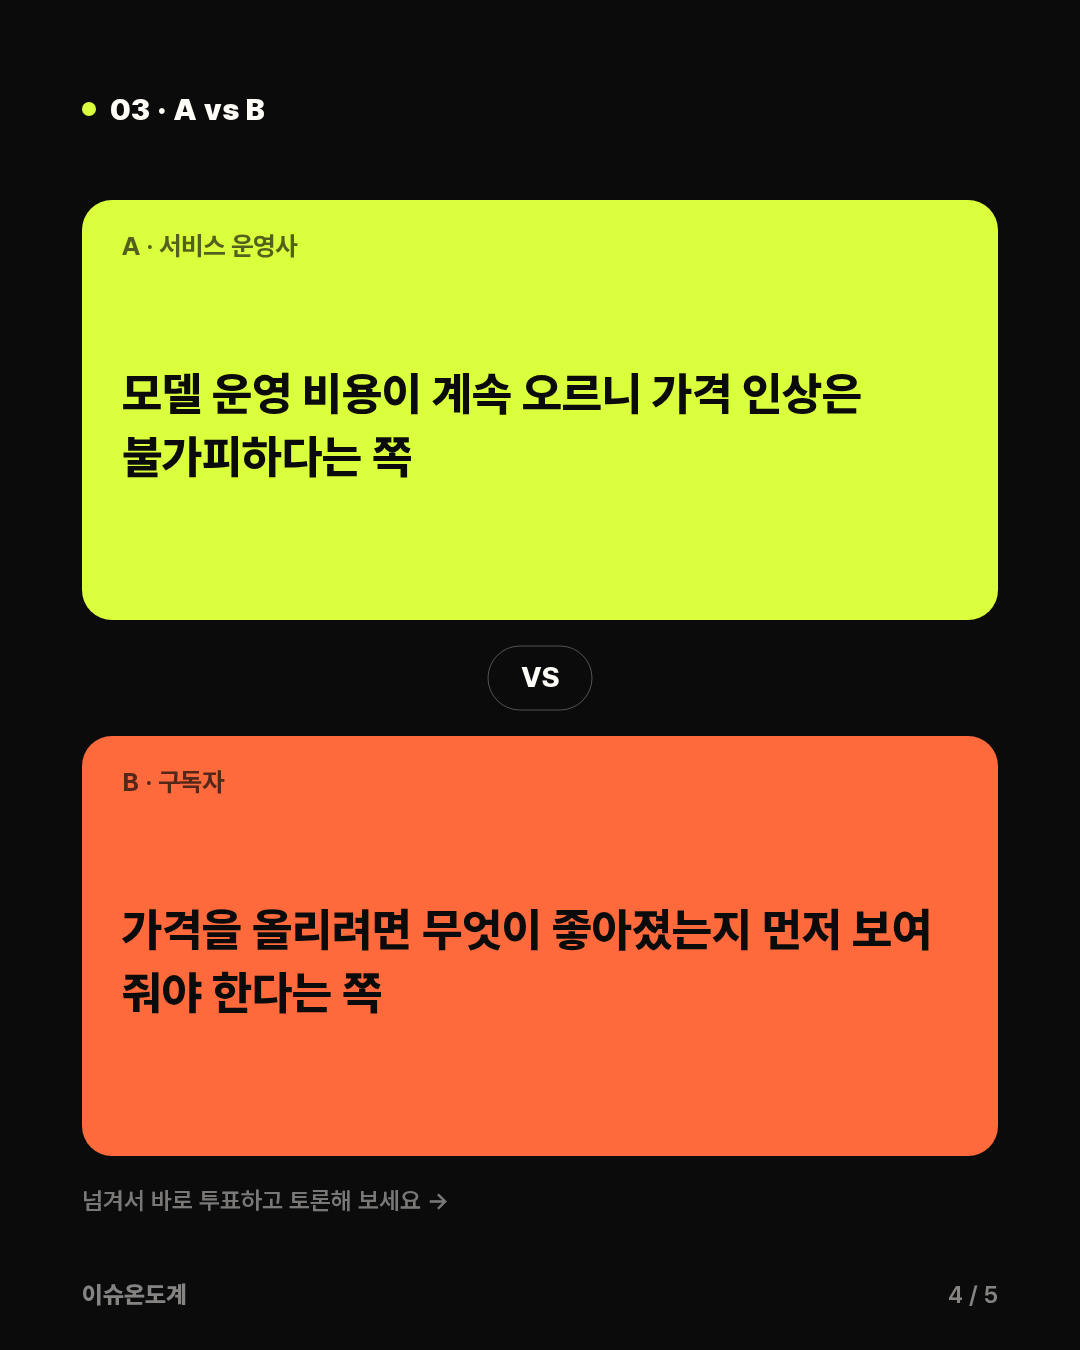 03 · A vs B
A · 서비스 운영사
모델 운영 비용이 계속 오르니 가격 인상은
불가피하다는 쪽
VS
B · 구독자
가격을 올리려면 무엇이 좋아졌는지 먼저 보여
줘야 한다는 쪽
넘겨서 바로 투표하고 토론해 보세요 →
이슈온도계
4 / 5